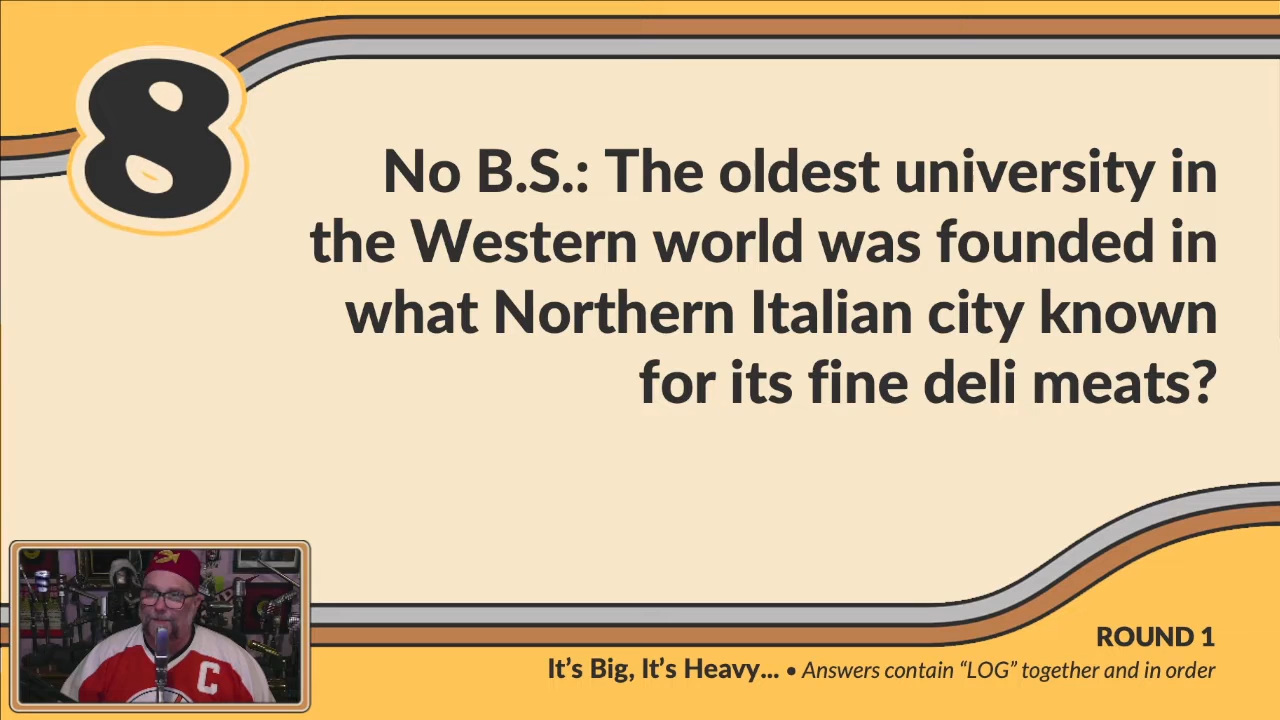 8
No B.S.: The oldest university in
the Western world was founded in
what Northern Italian city known
for its fine deli meats?
ROUND 1
It’s Big, It’s Heavy... • Answers contain “LOG” together and in order
C